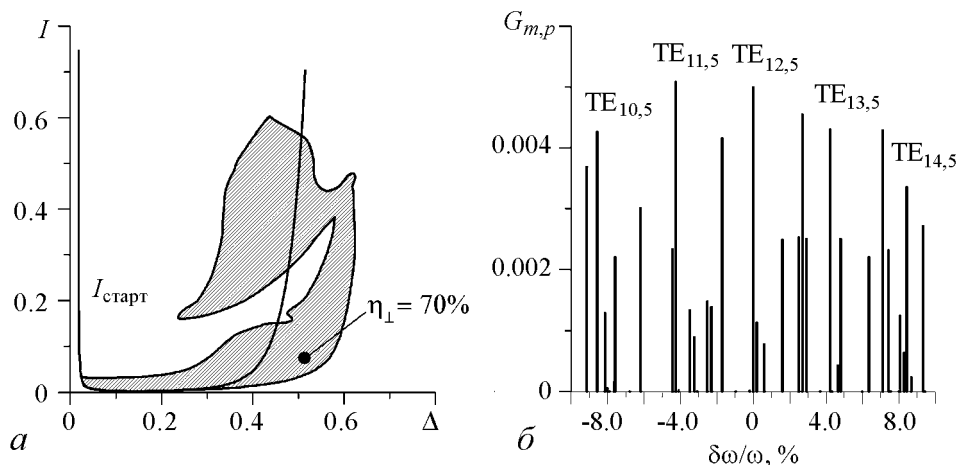 I
0.6
0.4
0.2
0
Iстарт
η⊥ = 70%
0
0.2
0.4
0.6
Δ
а
Gm,p
0.004
0.002
0
TE10,5
TE11,5
TE12,5
TE13,5
TE14,5
-8.0
-4.0
0
4.0
8.0
δω/ω, %
б